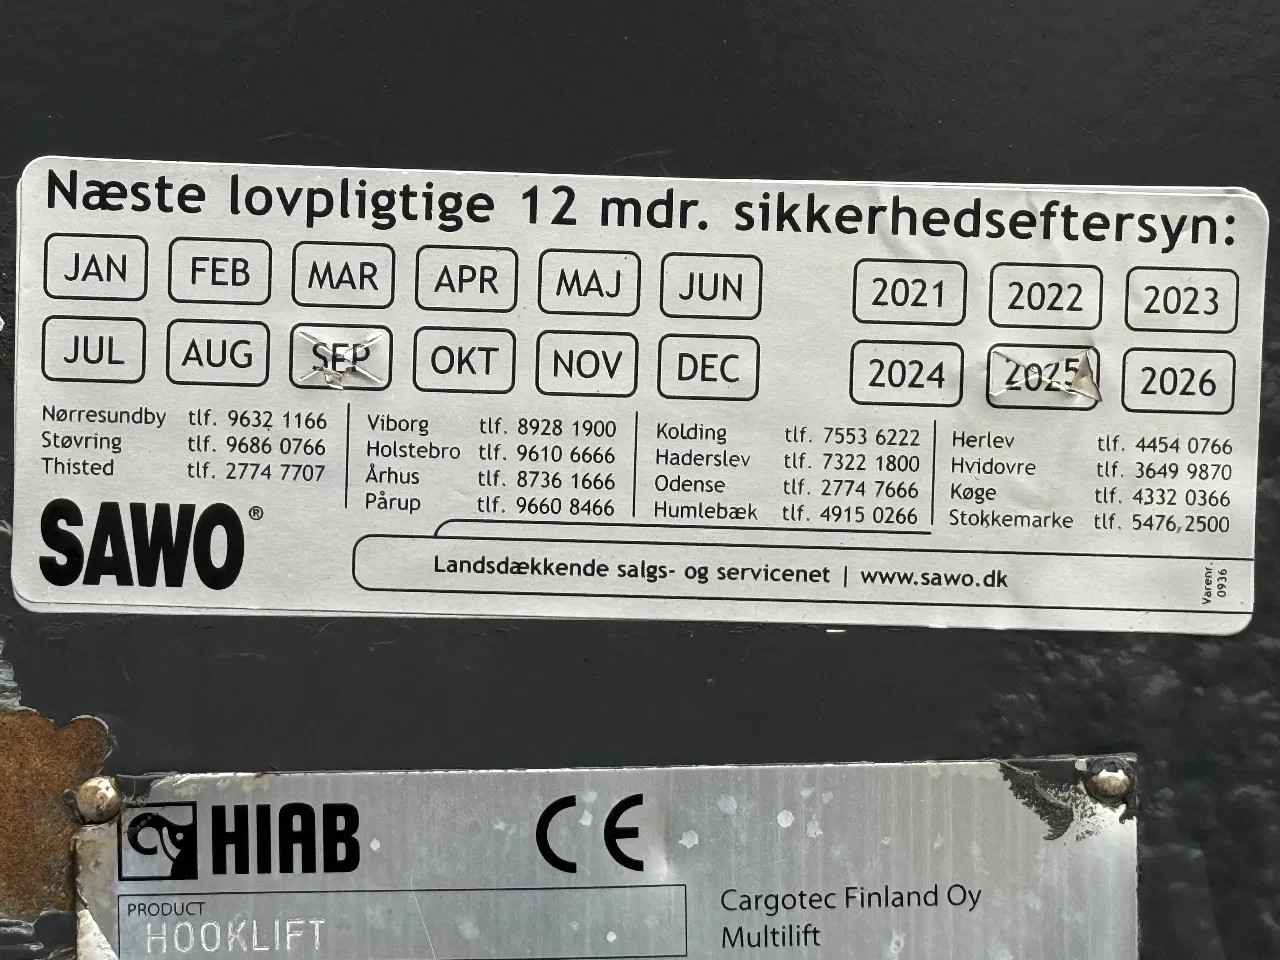 Næste lovpligtige 12 mdr. sikkerhedseftersyn:
JAN FEB MAR APR MAJ JUN 2021 2022 2023
JUL AUG SEP OKT NOV DEC 2024 2025 2026
Nørresundby tlf. 9632 1166
Støvring tlf. 9686 0766
Thisted tlf. 2774 7707
Viborg tlf. 8928 1900
Holstebro tlf. 9610 6666
Århus tlf. 8736 1666
Pårup tlf. 9660 8466
Kolding tlf. 7553 6222
Haderslev tlf. 7322 1800
Odense tlf. 2774 7666
Humlebæk tlf. 4915 0266
Herlev tlf. 4454 0766
Hvidovre tlf. 3649 9870
Køge tlf. 4332 0366
Stokkemarke tlf. 5476 2500
SAWO®
Landsdækkende salgs- og servicenet | www.sawo.dk
Varenr.
0936
HIAB CE
PRODUCT
HOOKLIFT
Cargotec Finland Oy
Multilift